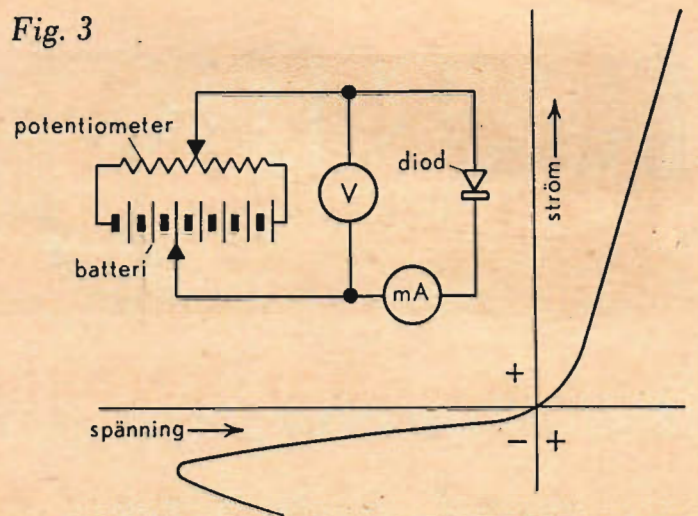 Fig. 3
potentiometer
batteri
V
diod
mA
ström
spänning
+
− +